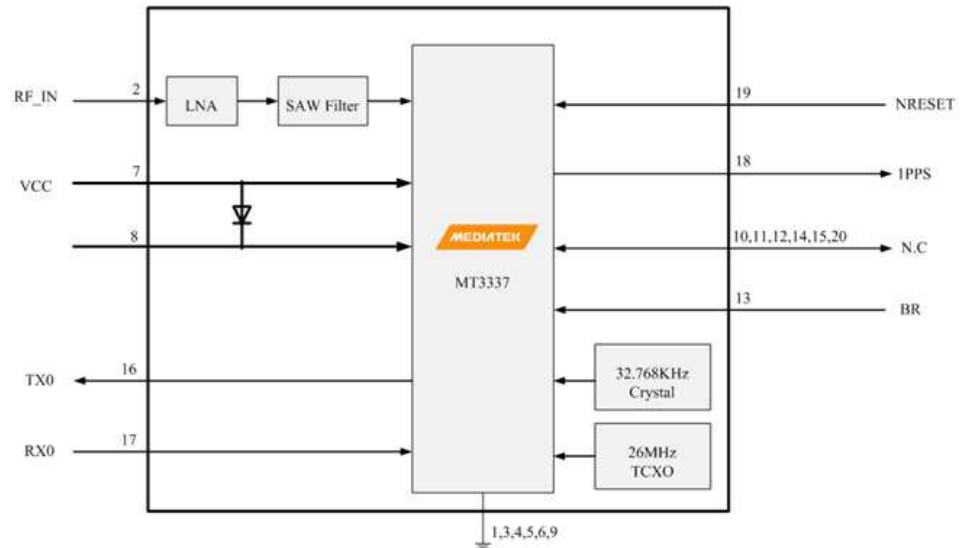 RF_IN
2
LNA
SAW Filter
19
NRESET
VCC
7
18
1PPS
8
MEDIATEK
MT3337
10,11,12,14,15,20
N.C
13
BR
TX0
16
32.768KHz
Crystal
RX0
17
26MHz
TCXO
1,3,4,5,6,9